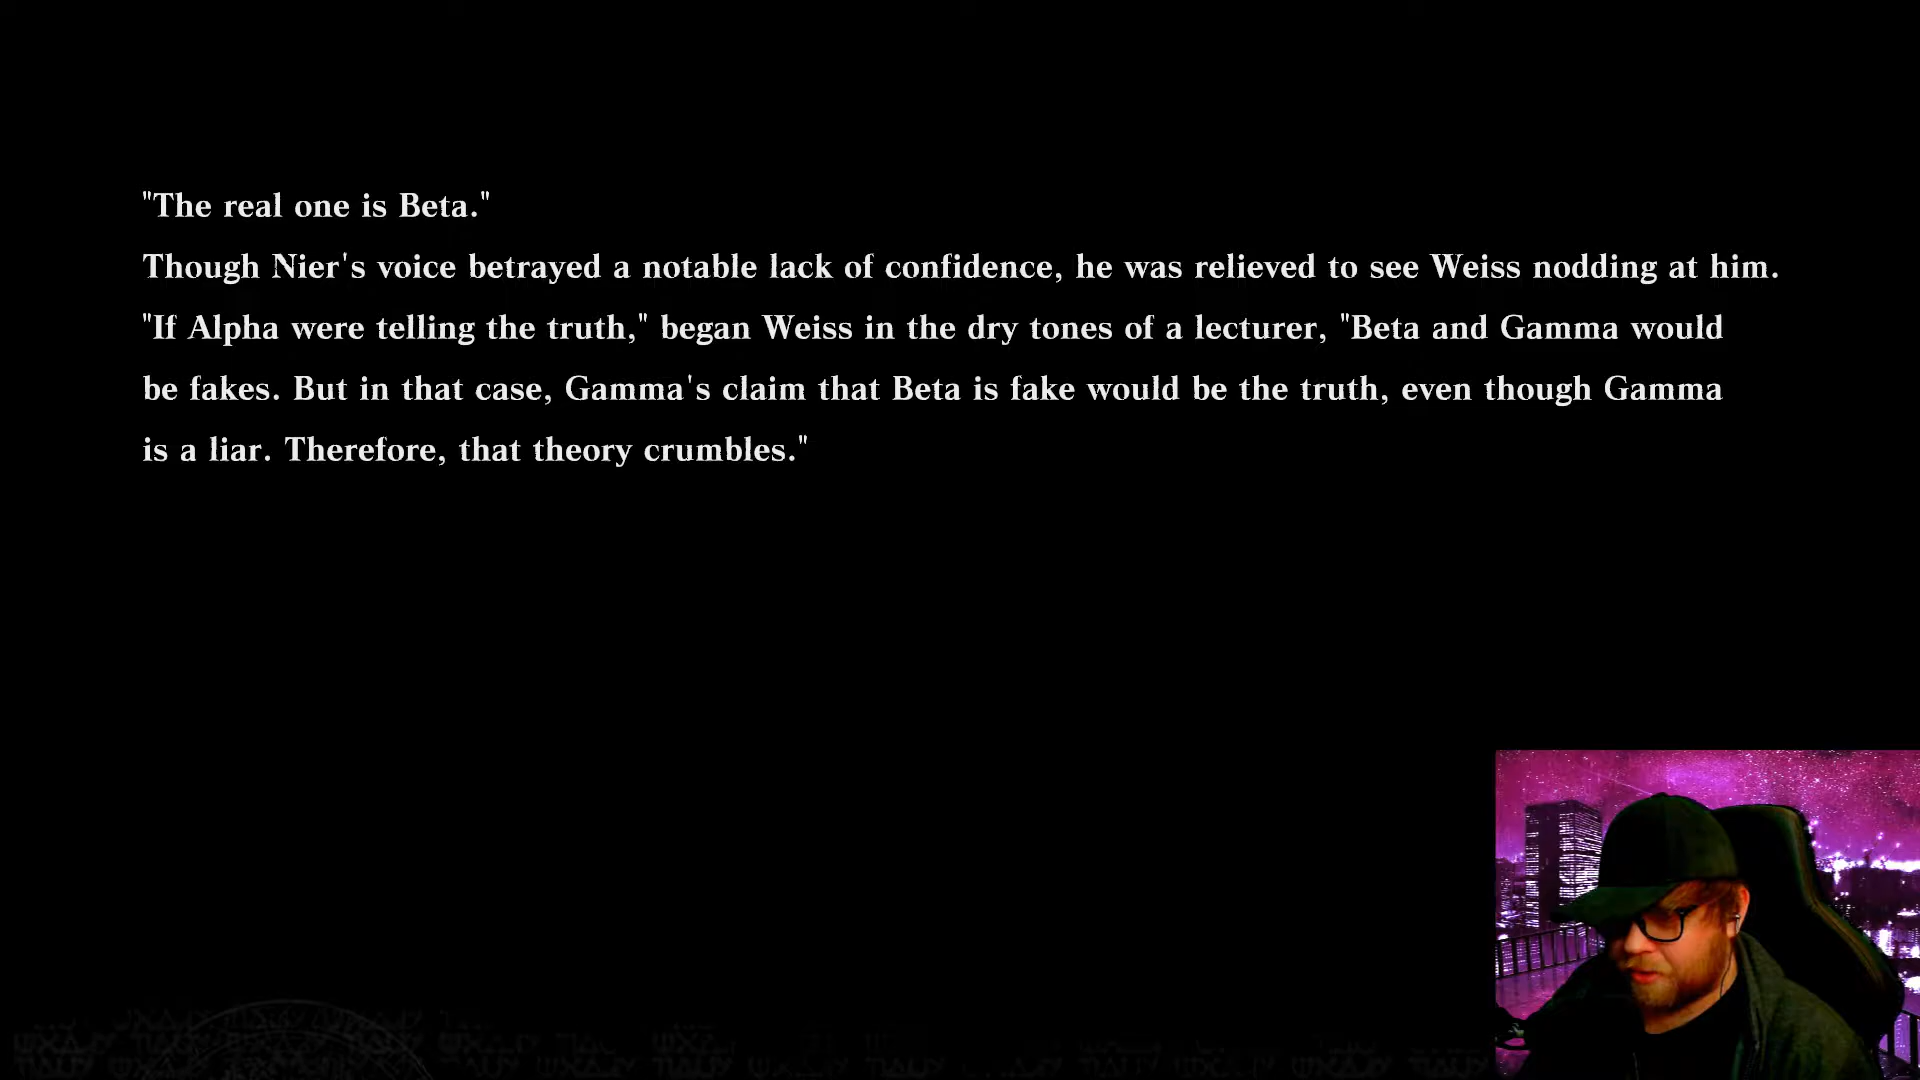 "The real one is Beta."
Though Nier's voice betrayed a notable lack of confidence, he was relieved to see Weiss nodding at him.
"If Alpha were telling the truth," began Weiss in the dry tones of a lecturer, "Beta and Gamma would
be fakes. But in that case, Gamma's claim that Beta is fake would be the truth, even though Gamma
is a liar. Therefore, that theory crumbles."